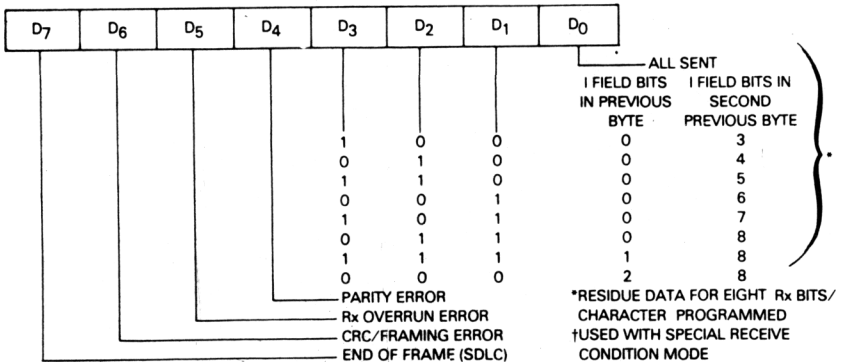 D7 D6 D5 D4 D3 D2 D1 D0
ALL SENT
I FIELD BITS IN PREVIOUS BYTE
I FIELD BITS IN SECOND PREVIOUS BYTE
1 0 0 0 3
0 1 0 0 4
1 1 0 0 5
0 0 1 0 6
1 0 1 0 7
0 1 1 0 8
1 1 1 1 8
0 0 0 2 8
*
PARITY ERROR
Rx OVERRUN ERROR
CRC/FRAMING ERROR
END OF FRAME (SDLC)
*RESIDUE DATA FOR EIGHT Rx BITS/
CHARACTER PROGRAMMED
†USED WITH SPECIAL RECEIVE
CONDITION MODE